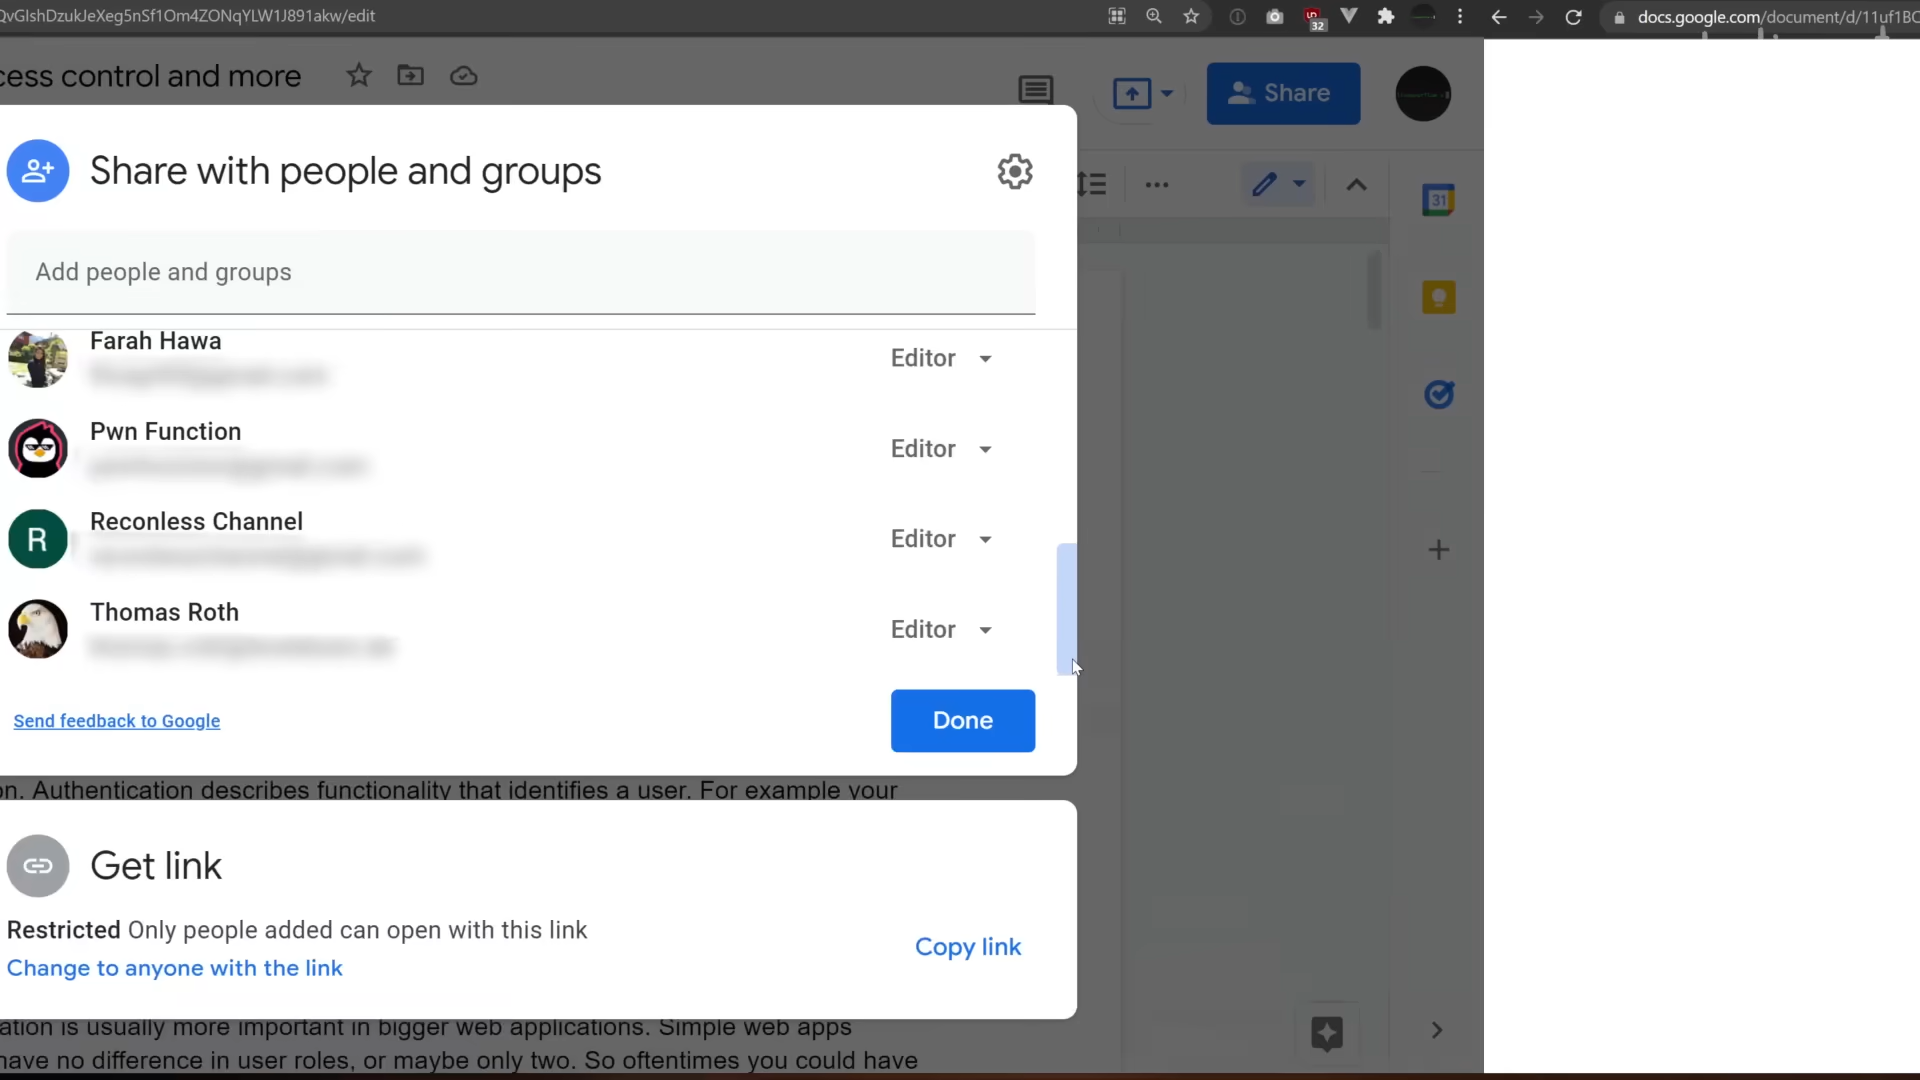 QvGIshDzukJeXeg5nSf1Om4ZONqYLW1J891akw/edit
32
docs.google.com/document/d/11uf1BC
cess control and more
Share
Share with people and groups
31
Add people and groups
Farah Hawa
Editor
Pwn Function
Editor
R
Reconless Channel
Editor
Thomas Roth
Editor
Send feedback to Google
Done
on. Authentication describes functionality that identifies a user. For example your
Get link
Restricted Only people added can open with this link
Copy link
Change to anyone with the link
ation is usually more important in bigger web applications. Simple web apps
have no difference in user roles, or maybe only two. So oftentimes you could have